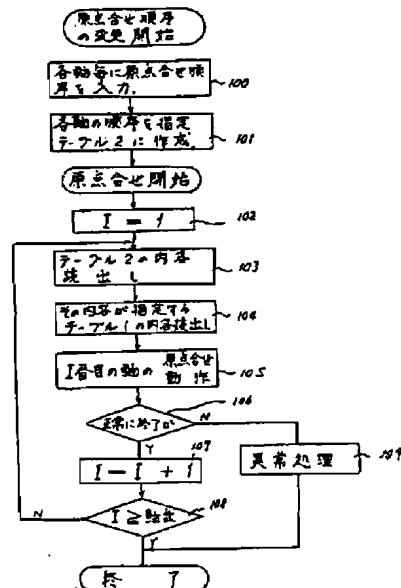 原点合せ順序
の変更開始
各軸毎に原点合せ順
序を入力.
100
各軸の順序を指定
テーブル2に作成.
101
原点合せ開始
I = 1
102
テーブル2の内容
読出し
103
その内容が指定する
テーブル1の内容読出し
104
I番目の軸の原点合せ
動作
105
正常に終了か
106
N
Y
107
I - I + 1
異常処理
109
I ≧ 軸数
108
N
Y
終 了